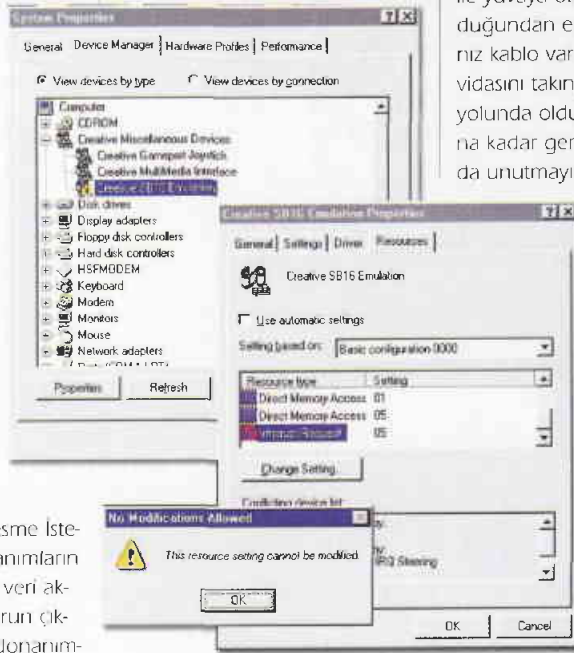 System Properties
General Device Manager Hardware Profiles Performance
View devices by type View devices by connection
Computer
CDROM
Creative Miscellaneous Devices
Creative Gameport Joystick
Creative MultiMedia Interface
Creative SB16 Emulation
Disk drives
Display adapters
Floppy disk controllers
Hard disk controllers
HSFMODEM
Keyboard
Modem
Monitors
Mouse
Network adapters
Properties Refresh
duğundan e
nız kablo var
vidasını takın
yolunda oldu
na kadar ger
da unutmayı
Creative SB16 Emulation Properties
General Settings Driver Resources
Creative SB16 Emulation
Use automatic settings
Setting based on: Basic configuration 0000
Resource type Setting
Direct Memory Access 01
Direct Memory Access 05
Interrupt Request 05
Change Setting...
Conflicting device list:
IRQ Steering
OK Cancel
No Modifications Allowed
This resource setting cannot be modified.
OK
esme İste-
anımların
veri ak-
run çık-
donanım-